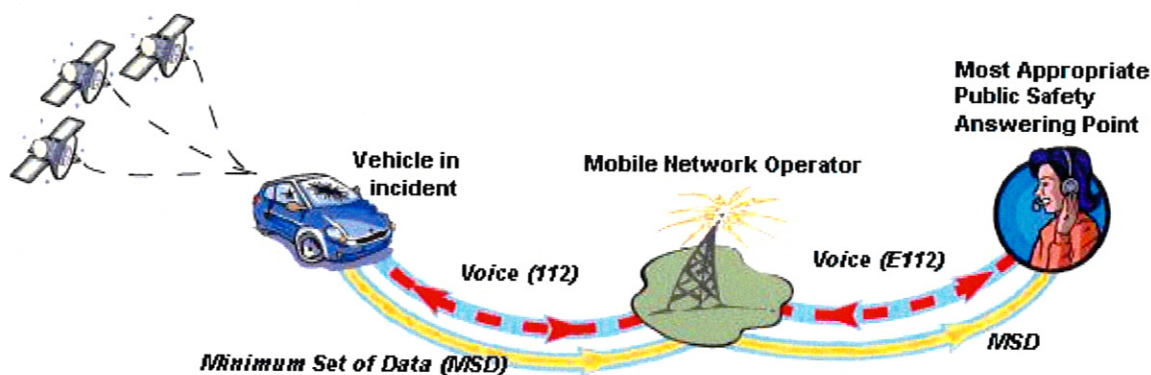 Most Appropriate
Public Safety
Answering Point
Vehicle in
incident
Mobile Network Operator
Voice (112)
Voice (E112)
Minimum Set of Data (MSD)
MSD